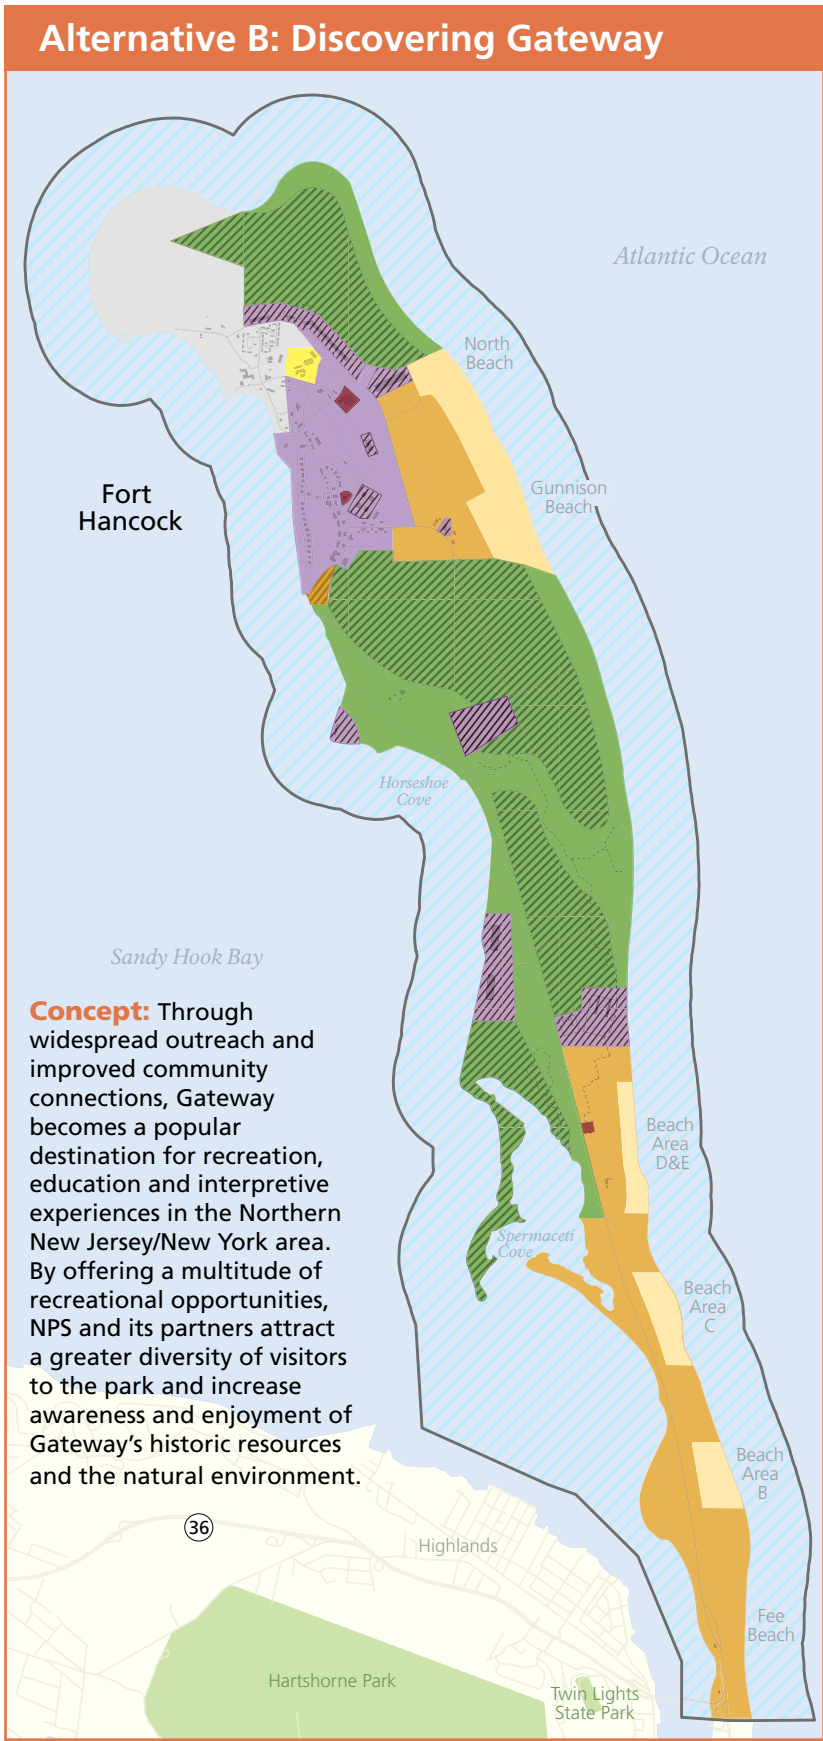 Alternative B: Discovering Gateway
Atlantic Ocean
North
Beach
Gunnison
Beach
Fort
Hancock
Horseshoe
Cove
Sandy Hook Bay
Concept: Through
widespread outreach and
improved community
connections, Gateway
becomes a popular
destination for recreation,
education and interpretive
experiences in the Northern
New Jersey/New York area.
By offering a multitude of
recreational opportunities,
NPS and its partners attract
a greater diversity of visitors
to the park and increase
awareness and enjoyment of
Gateway's historic resources
and the natural environment.
Beach
Area
D&E
Spermaceti
Cove
Beach
Area
C
Beach
Area
B
36
Highlands
Fee
Beach
Hartshorne Park
Twin Lights
State Park